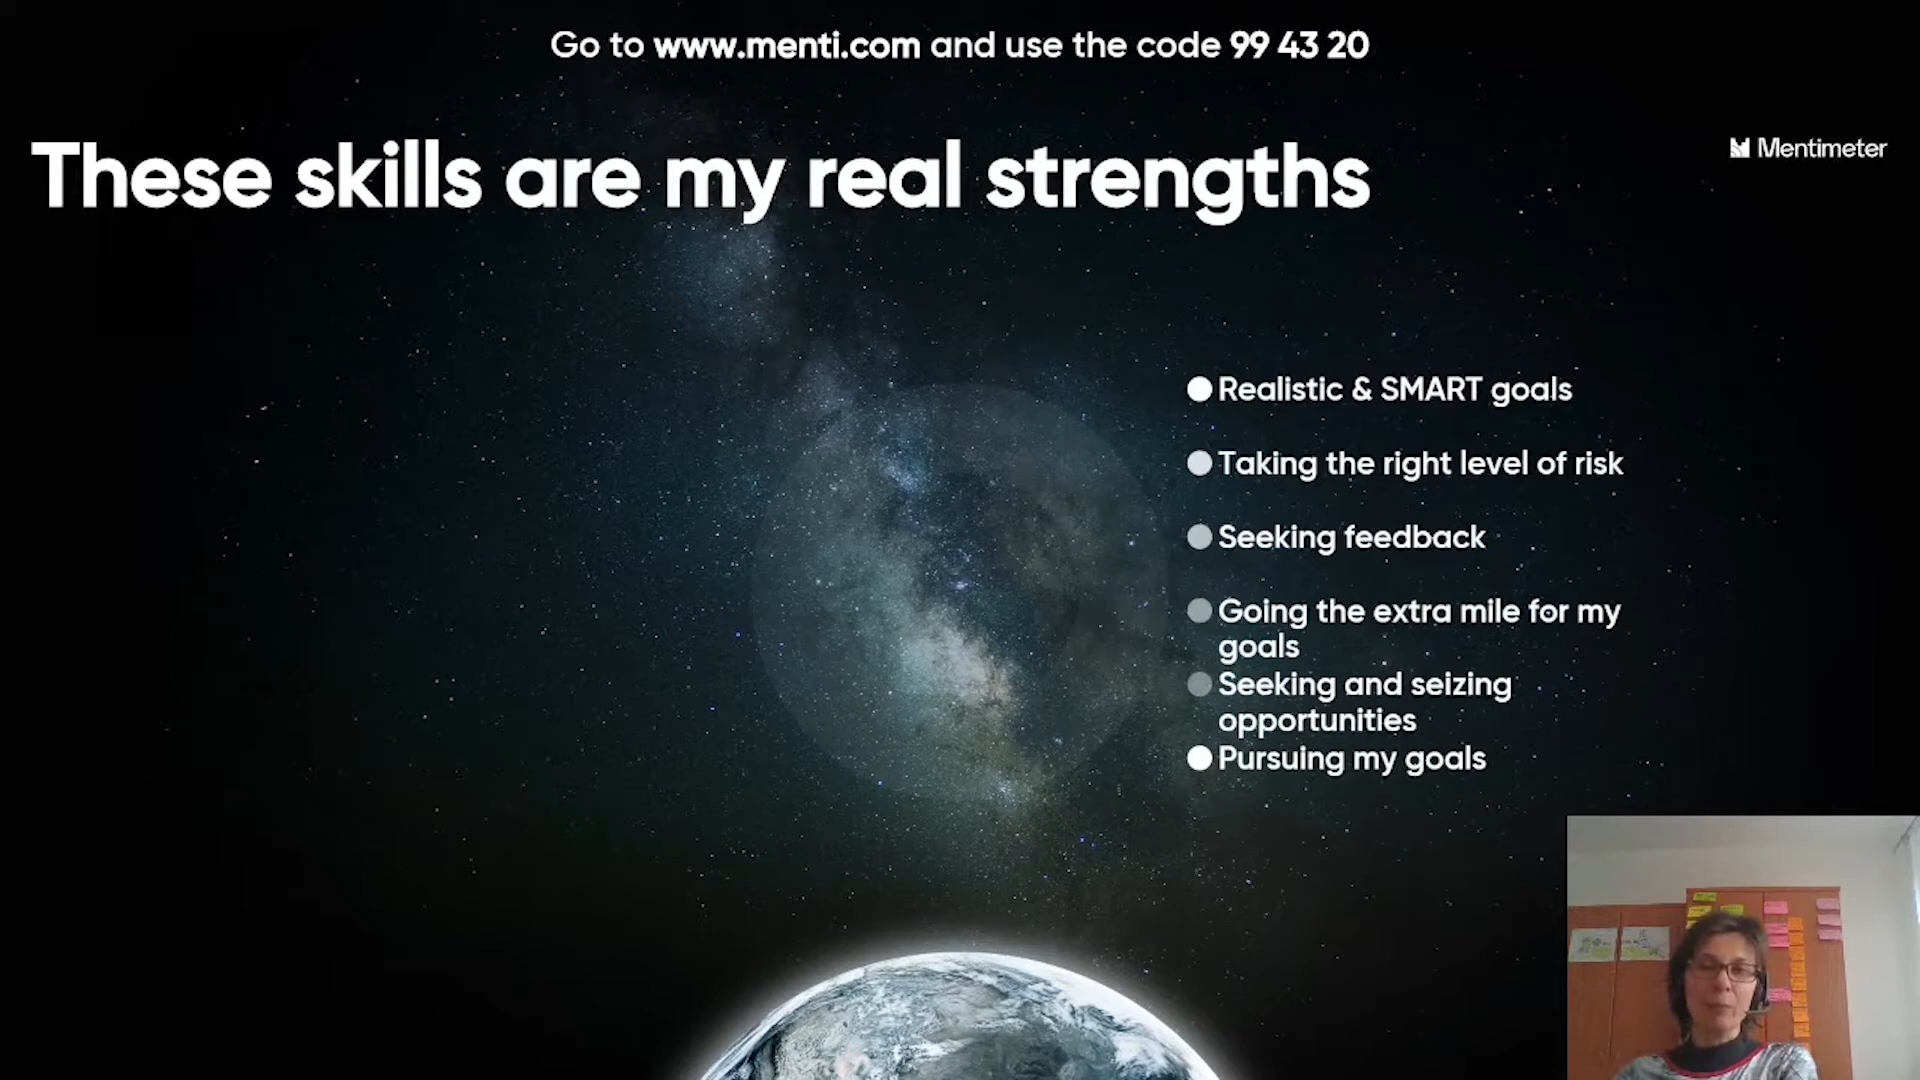 Go to www.menti.com and use the code 99 43 20
These skills are my real strengths
Mentimeter
Realistic & SMART goals
Taking the right level of risk
Seeking feedback
Going the extra mile for my
goals
Seeking and seizing
opportunities
Pursuing my goals